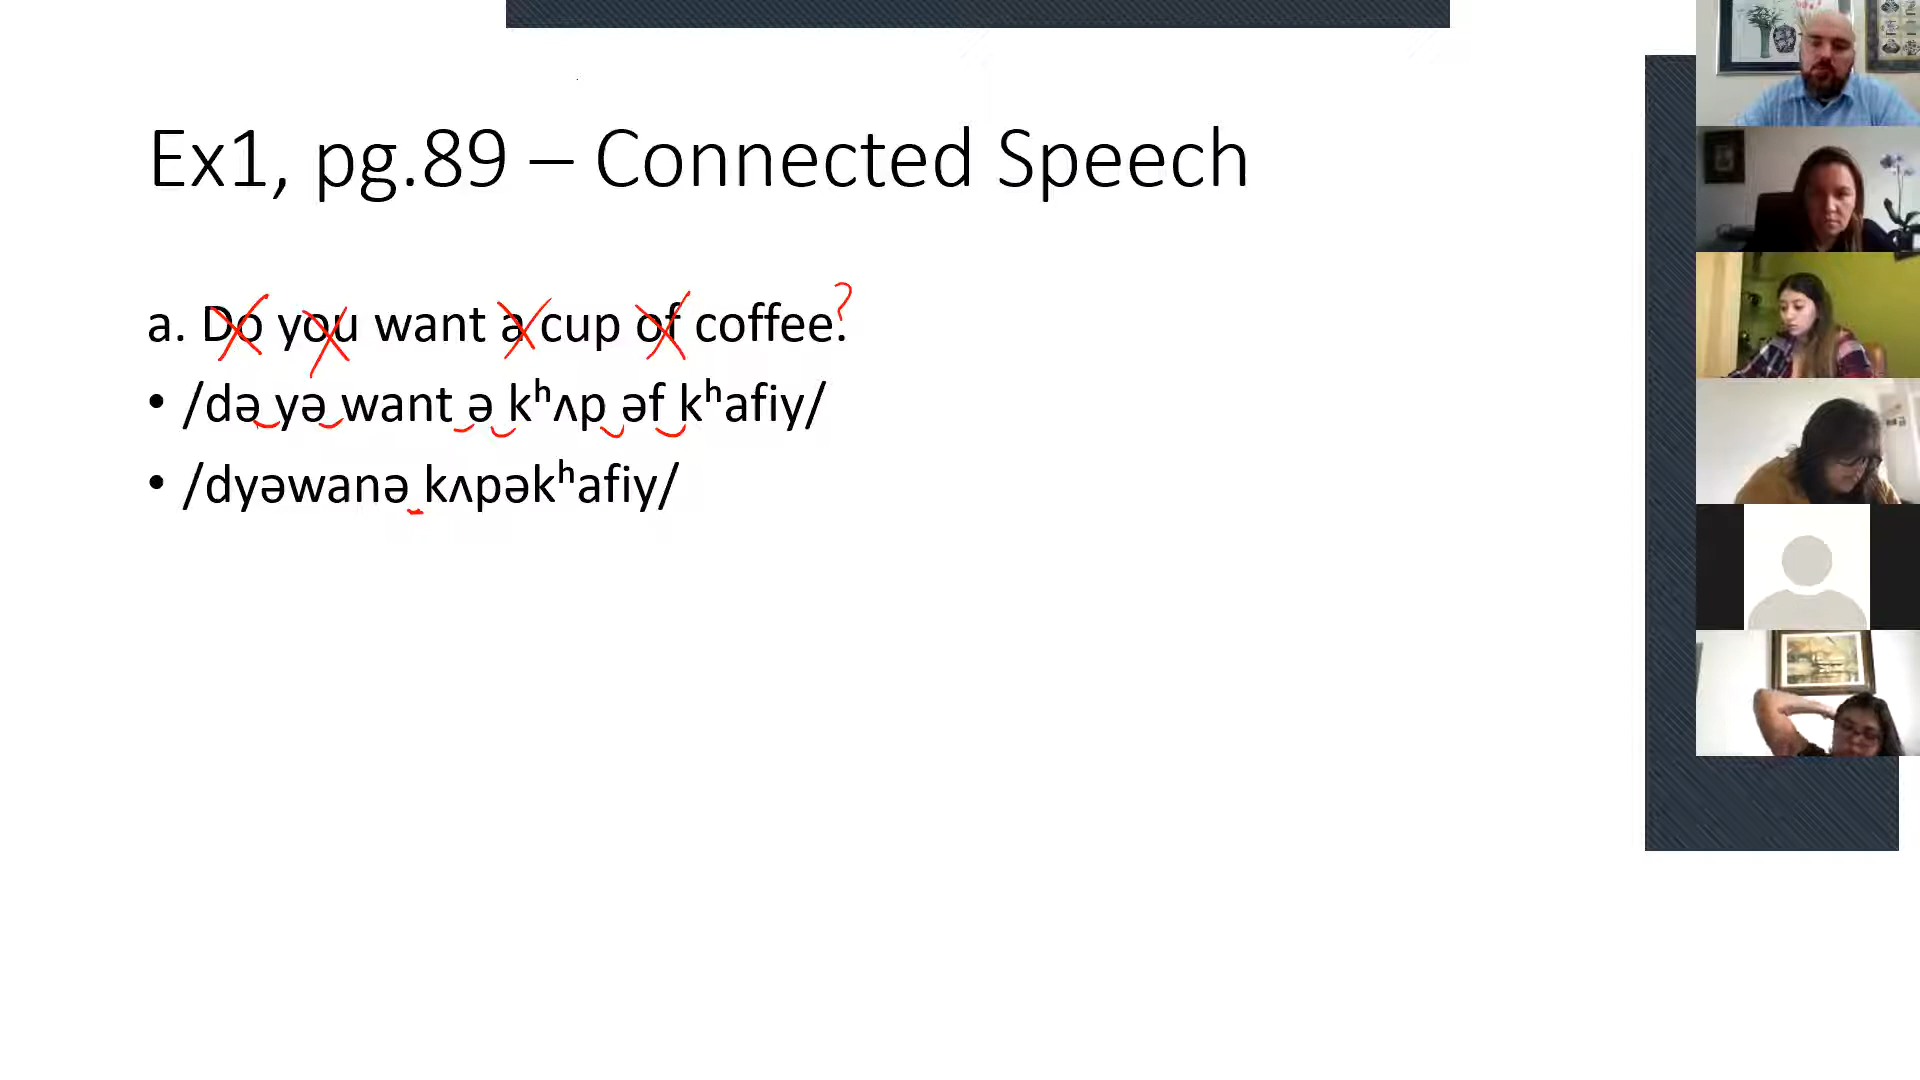 Ex1, pg.89 – Connected Speech
a. Do you want a cup of coffee.?
• /də yə want ə kʰʌp əf kʰafiy/
• /dyəwanə kʌpəkʰafiy/